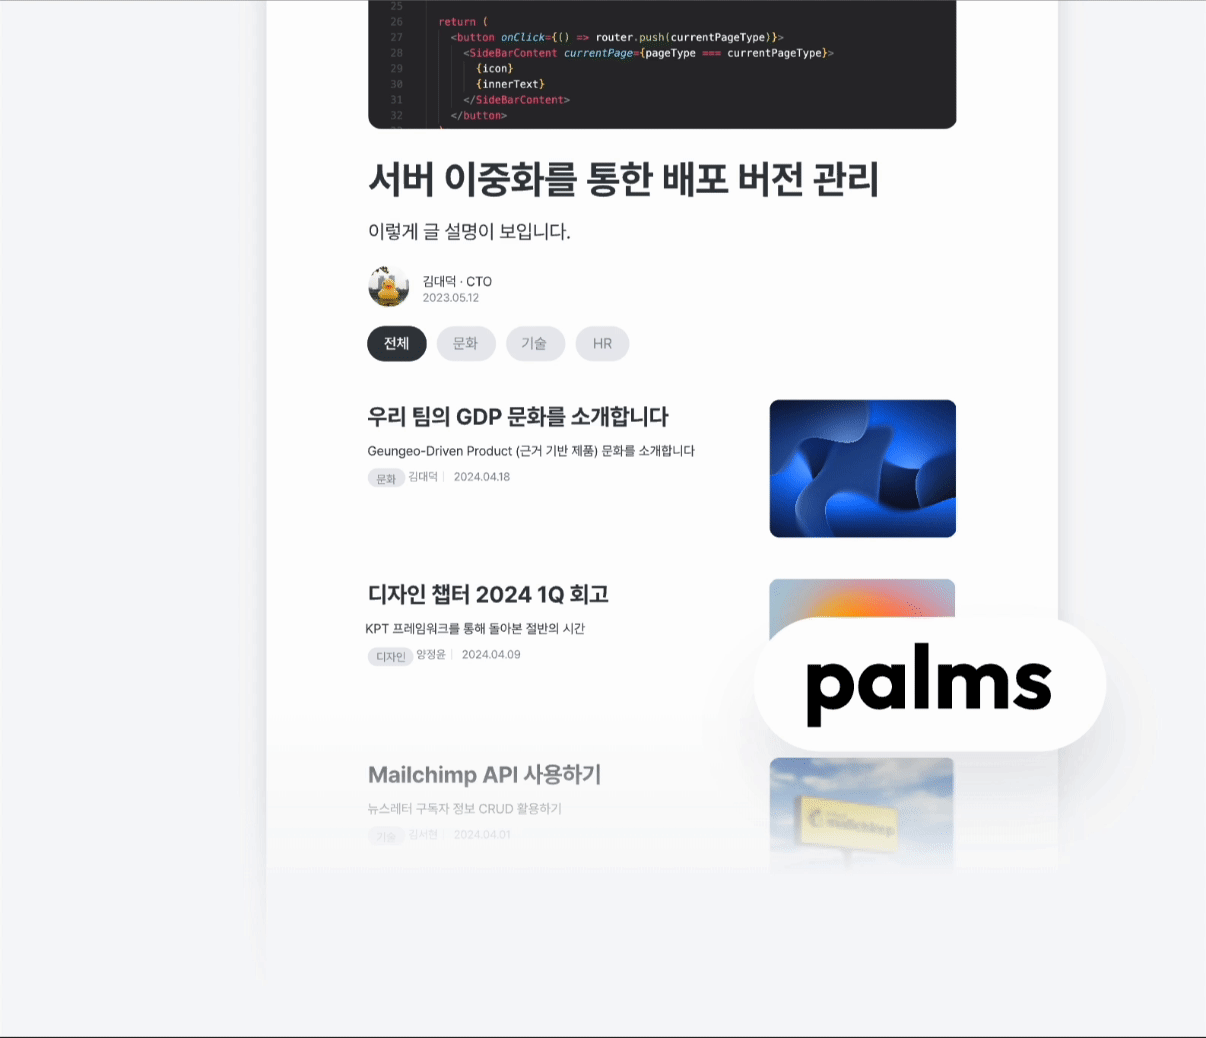 25
26 return (
27 <button onClick={() => router.push(currentPageType)}>
28 <SideBarContent currentPage={pageType === currentPageType}>
29 {icon}
30 {innerText}
31 </SideBarContent>
32 </button>
서버 이중화를 통한 배포 버전 관리
이렇게 글 설명이 보입니다.
김대덕 · CTO
2023.05.12
전체 문화 기술 HR
우리 팀의 GDP 문화를 소개합니다
Geungeo-Driven Product (근거 기반 제품) 문화를 소개합니다
문화 김대덕 | 2024.04.18
디자인 챕터 2024 1Q 회고
KPT 프레임워크를 통해 돌아본 절반의 시간
디자인 양정윤 | 2024.04.09
palms
Mailchimp API 사용하기
뉴스레터 구독자 정보 CRUD 활용하기
기술 김서현 | 2024.04.01
mailchimp